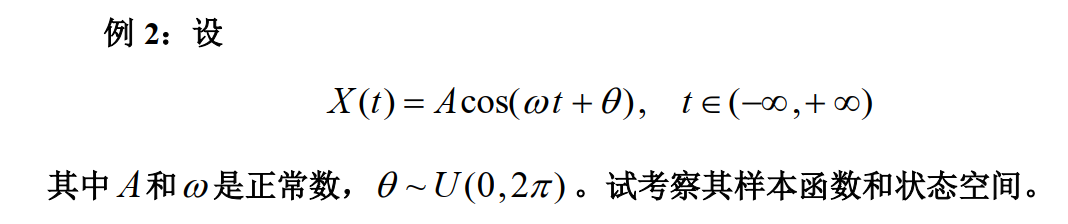 例 2：设
X(t) = A cos(ωt + θ), t ∈ (−∞, + ∞)
其中 A 和 ω 是正常数，θ ~ U(0, 2π) 。试考察其样本函数和状态空间。